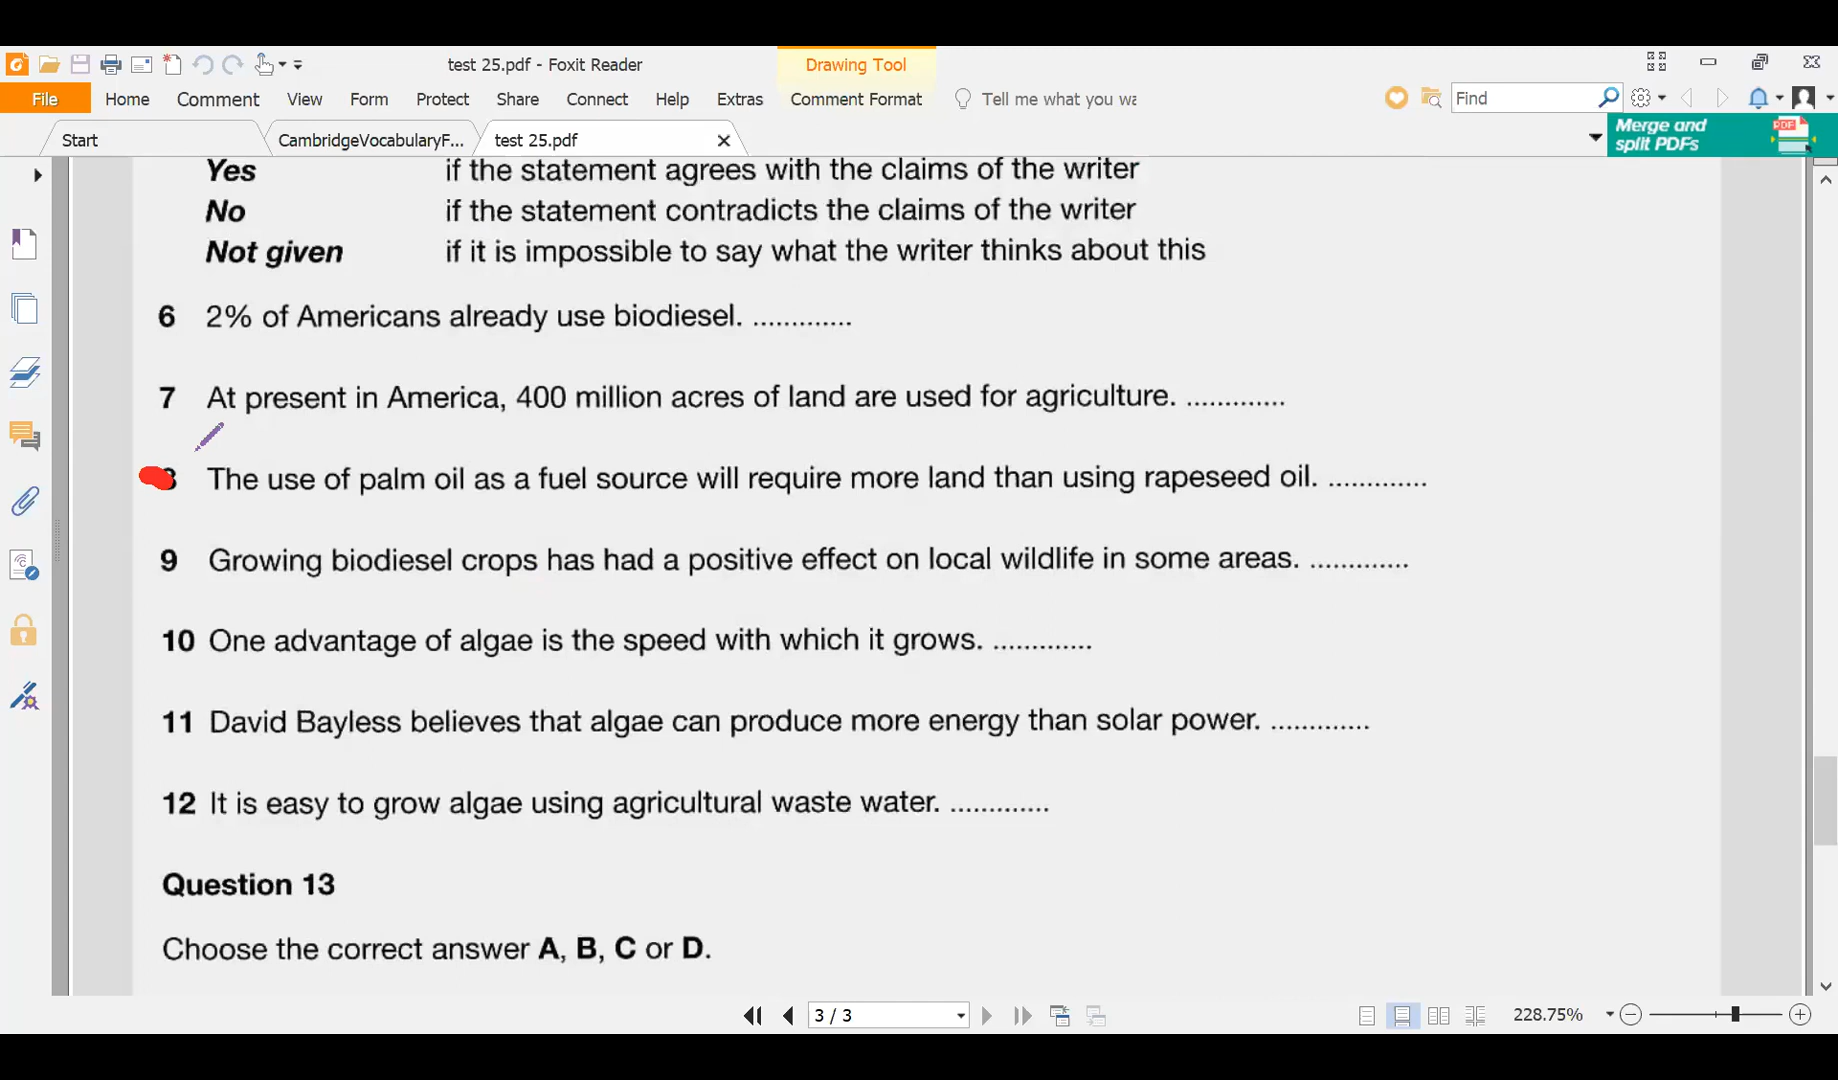 test 25.pdf - Foxit Reader
Drawing Tool
File Home Comment View Form Protect Share Connect Help Extras Comment Format Tell me what you wa Find
Start CambridgeVocabularyF... test 25.pdf
Merge and
split PDFs
PDF
Yes if the statement agrees with the claims of the writer
No if the statement contradicts the claims of the writer
Not given if it is impossible to say what the writer thinks about this
6 2% of Americans already use biodiesel. .............
7 At present in America, 400 million acres of land are used for agriculture. .............
8 The use of palm oil as a fuel source will require more land than using rapeseed oil. .............
9 Growing biodiesel crops has had a positive effect on local wildlife in some areas. .............
10 One advantage of algae is the speed with which it grows. .............
11 David Bayless believes that algae can produce more energy than solar power. .............
12 It is easy to grow algae using agricultural waste water. .............
Question 13
Choose the correct answer A, B, C or D.
3 / 3 228.75%